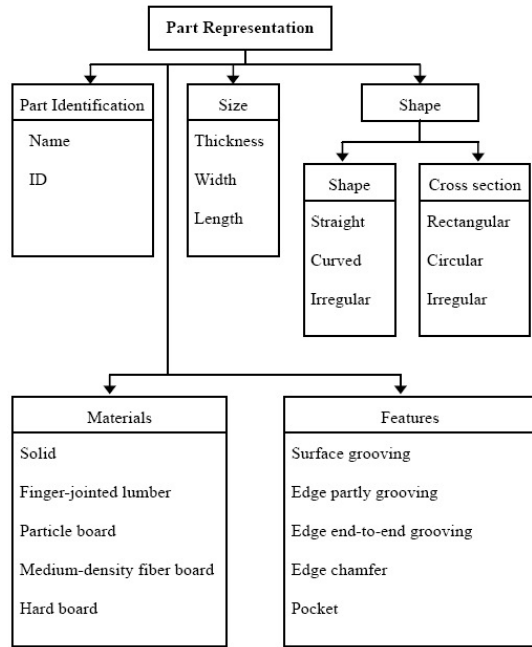 Part Representation
Part Identification
Name
ID
Size
Thickness
Width
Length
Shape
Shape
Straight
Curved
Irregular
Cross section
Rectangular
Circular
Irregular
Materials
Solid
Finger-jointed lumber
Particle board
Medium-density fiber board
Hard board
Features
Surface grooving
Edge partly grooving
Edge end-to-end grooving
Edge chamfer
Pocket